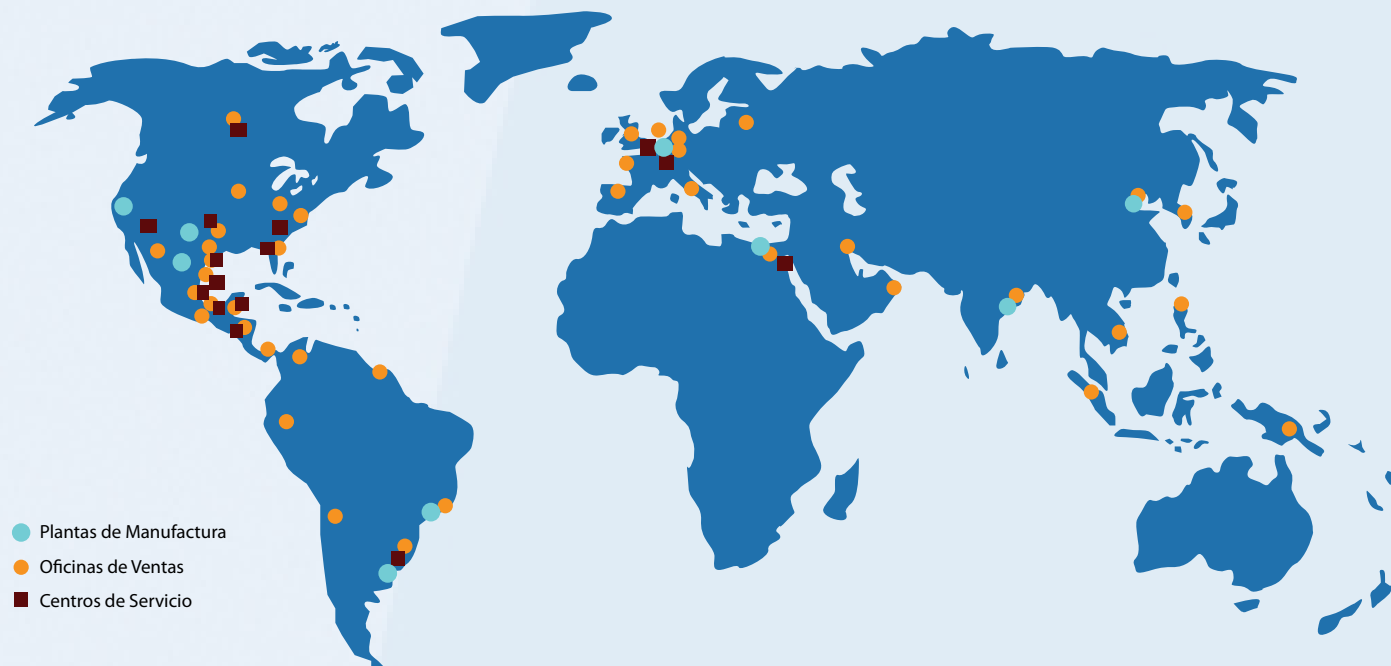 Plantas de Manufactura
Oficinas de Ventas
Centros de Servicio